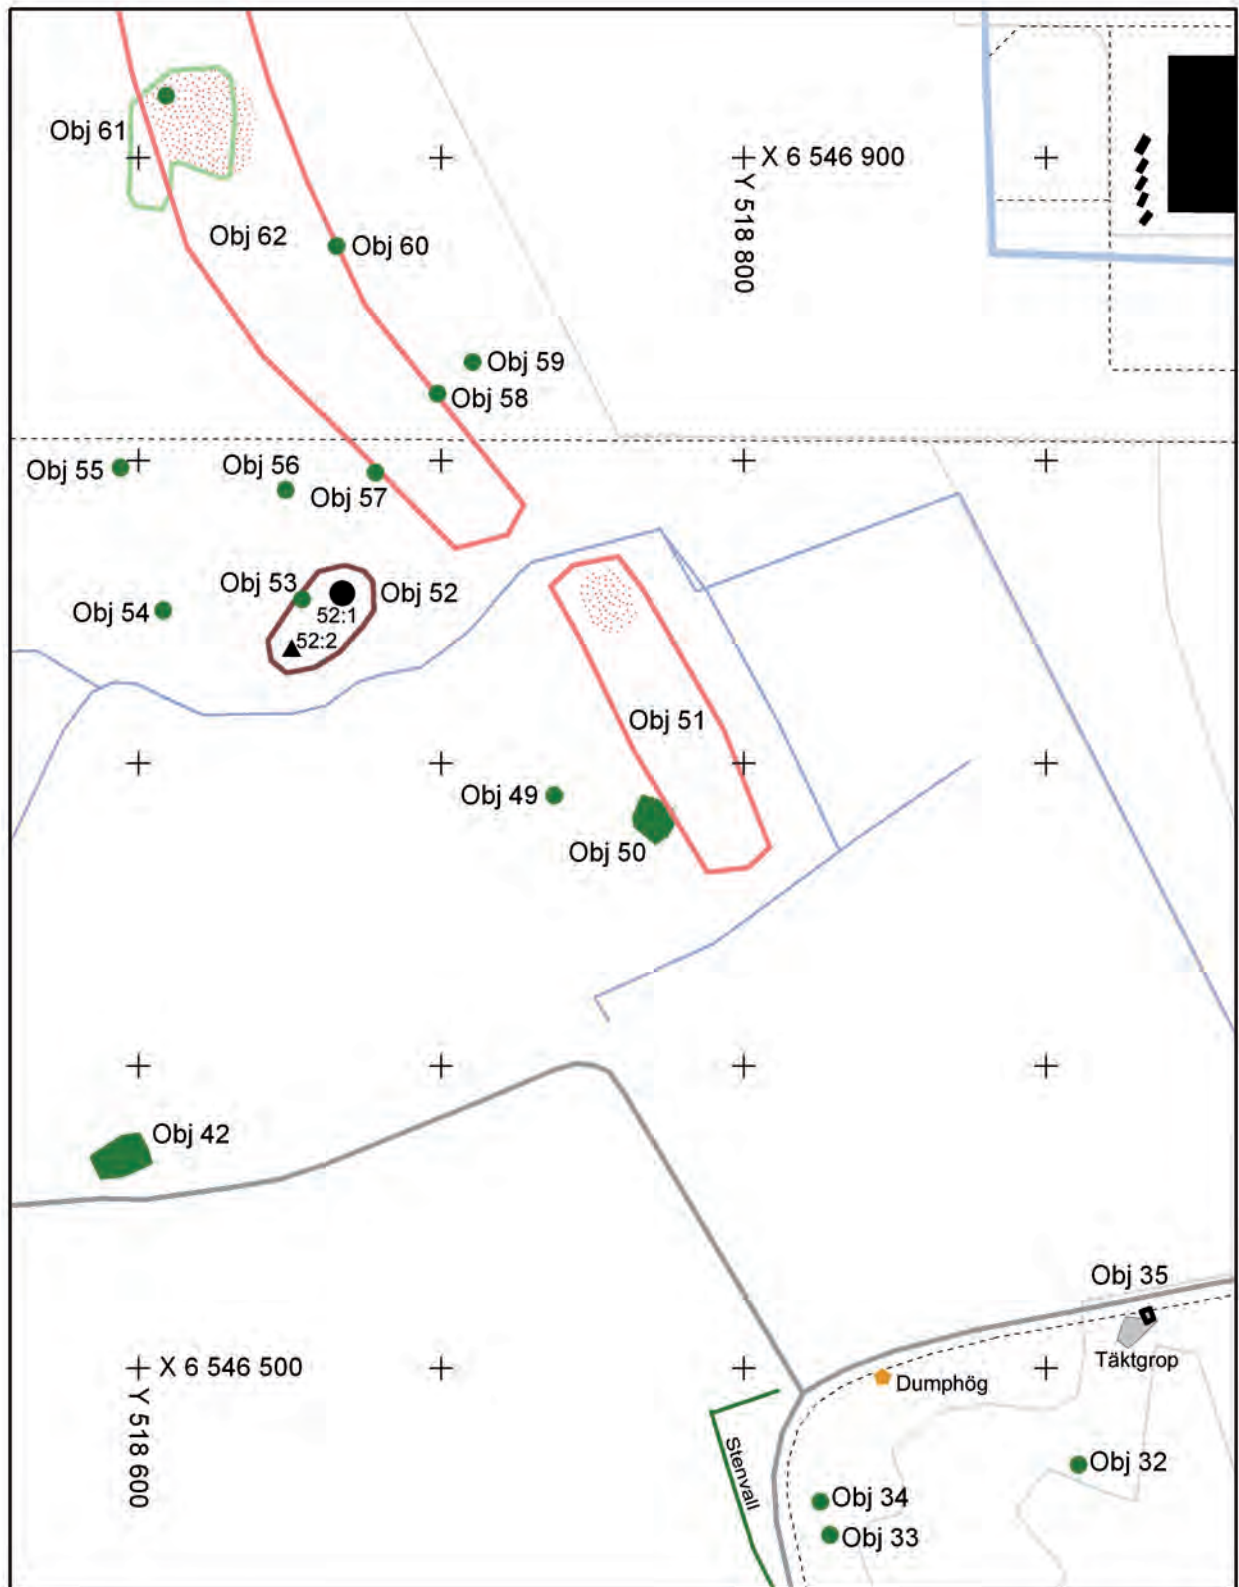 Obj 61
X 6 546 900
Y 518 800
Obj 62
Obj 60
Obj 59
Obj 58
Obj 55
Obj 56
Obj 57
Obj 53
Obj 52
52:1
Obj 54
52:2
Obj 51
Obj 49
Obj 50
Obj 42
Obj 35
Täktgrop
X 6 546 500
Y 518 600
Dumphög
Stenvall
Obj 32
Obj 34
Obj 33